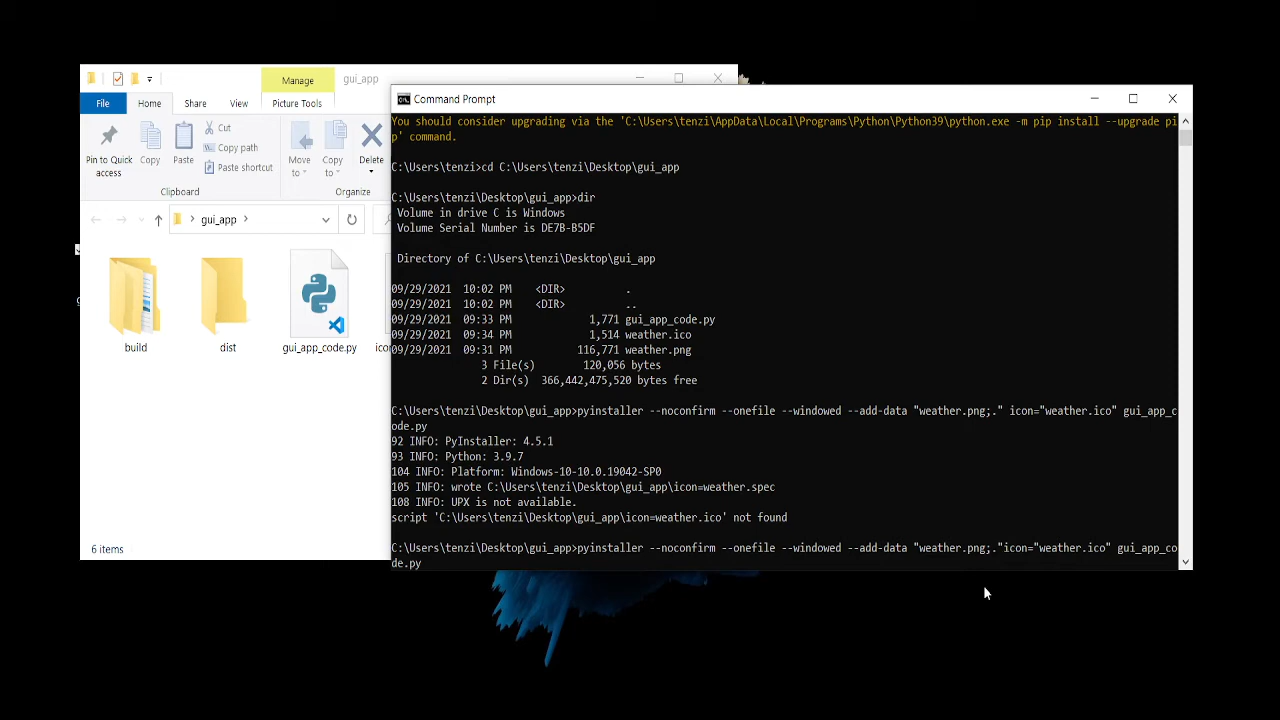 Manage
gui_app
File
Home
Share
View
Picture Tools
Pin to Quick
access
Copy
Paste
Cut
Copy path
Paste shortcut
Clipboard
Move
to
Copy
to
Delete
Organize
gui_app
build
dist
gui_app_code.py
6 items
Command Prompt
You should consider upgrading via the 'C:\Users\tenzi\AppData\Local\Programs\Python\Python39\python.exe -m pip install --upgrade pi
p' command.
C:\Users\tenzi>cd C:\Users\tenzi\Desktop\gui_app
C:\Users\tenzi\Desktop\gui_app>dir
Volume in drive C is Windows
Volume Serial Number is DE7B-B5DF
Directory of C:\Users\tenzi\Desktop\gui_app
09/29/2021 10:02 PM <DIR> .
09/29/2021 10:02 PM <DIR> ..
09/29/2021 09:33 PM 1,771 gui_app_code.py
09/29/2021 09:34 PM 1,514 weather.ico
09/29/2021 09:31 PM 116,771 weather.png
3 File(s) 120,056 bytes
2 Dir(s) 366,442,475,520 bytes free
C:\Users\tenzi\Desktop\gui_app>pyinstaller --noconfirm --onefile --windowed --add-data "weather.png;." icon="weather.ico" gui_app_c
ode.py
92 INFO: PyInstaller: 4.5.1
93 INFO: Python: 3.9.7
104 INFO: Platform: Windows-10-10.0.19042-SP0
105 INFO: wrote C:\Users\tenzi\Desktop\gui_app\icon=weather.spec
108 INFO: UPX is not available.
script 'C:\Users\tenzi\Desktop\gui_app\icon=weather.ico' not found
C:\Users\tenzi\Desktop\gui_app>pyinstaller --noconfirm --onefile --windowed --add-data "weather.png;."icon="weather.ico" gui_app_co
de.py